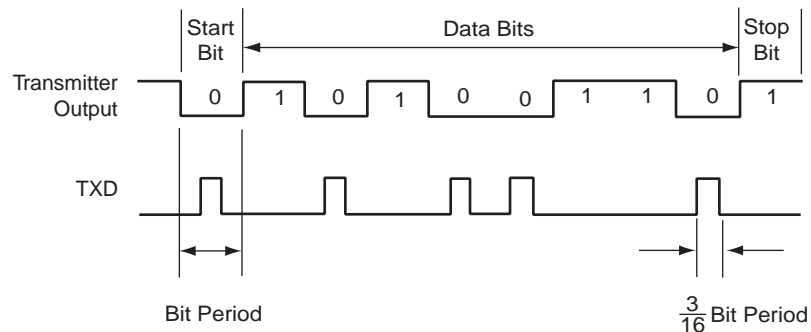 Start
Bit
Data Bits
Stop
Bit
Transmitter
Output
0 1 0 1 0 0 1 1 0 1
TXD
Bit Period
3/16 Bit Period